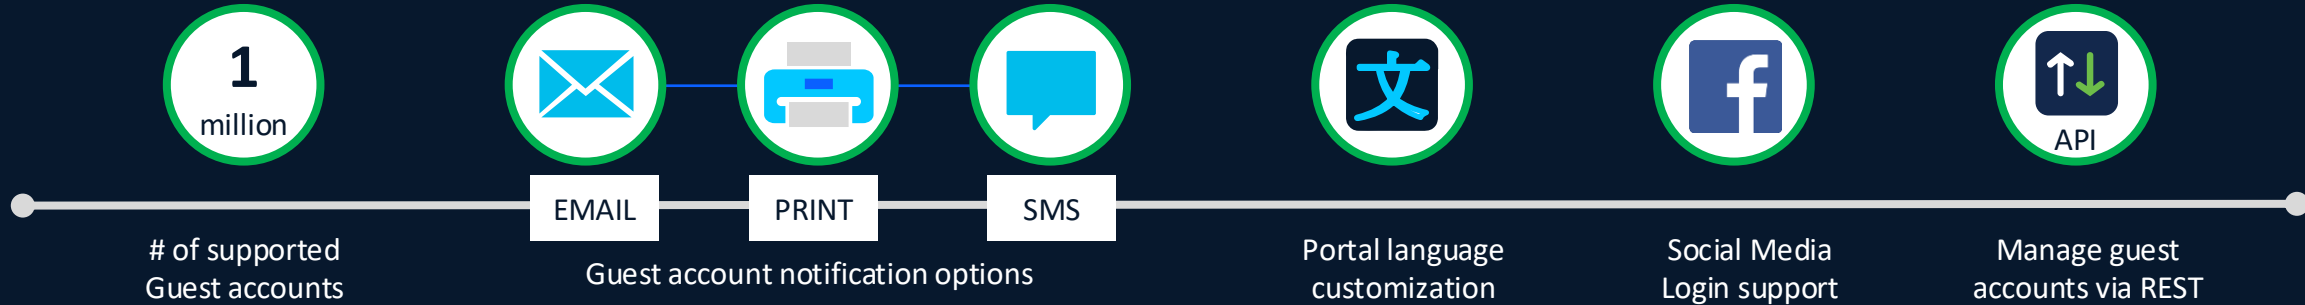 1
million
EMAIL
PRINT
SMS
文
f
API
# of supported
Guest accounts
Guest account notification options
Portal language
customization
Social Media
Login support
Manage guest
accounts via REST